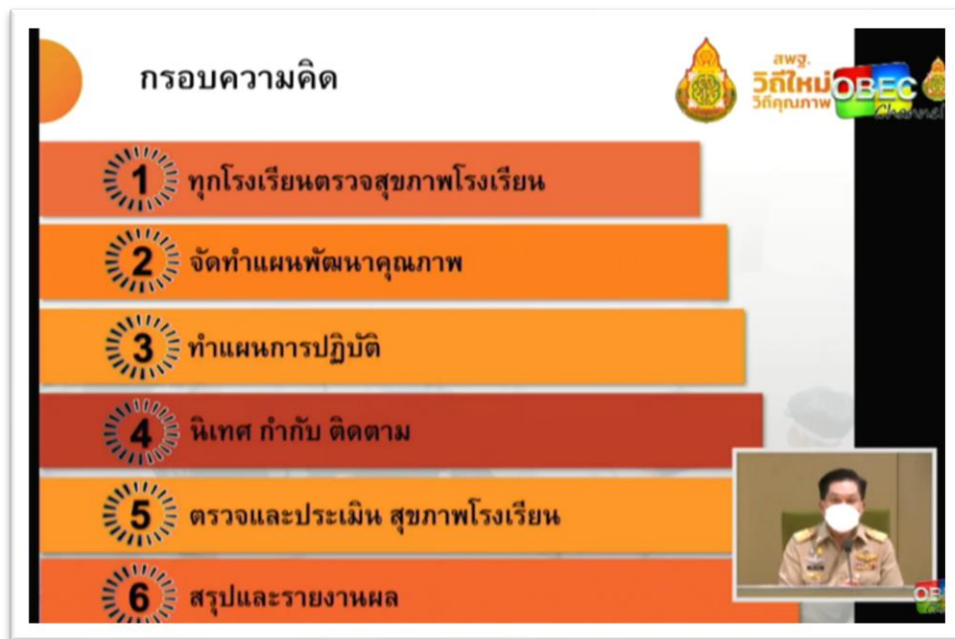 กรอบความคิด
สพฐ.
วิถีใหม่
วิถีคุณภาพ
OBEC
Channel
1 ทุกโรงเรียนตรวจสุขภาพโรงเรียน
2 จัดทำแผนพัฒนาคุณภาพ
3 ทำแผนการปฏิบัติ
4 นิเทศ กำกับ ติดตาม
5 ตรวจและประเมิน สุขภาพโรงเรียน
6 สรุปและรายงานผล